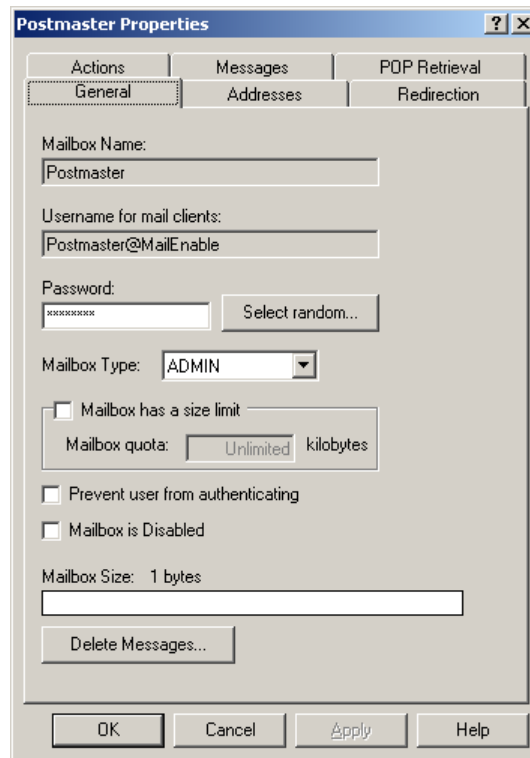 Postmaster Properties
Actions Messages POP Retrieval
General Addresses Redirection
Mailbox Name:
Postmaster
Username for mail clients:
Postmaster@MailEnable
Password:
xxxxxxxx Select random...
Mailbox Type: ADMIN
Mailbox has a size limit
Mailbox quota: Unlimited kilobytes
Prevent user from authenticating
Mailbox is Disabled
Mailbox Size: 1 bytes
Delete Messages...
OK Cancel Apply Help